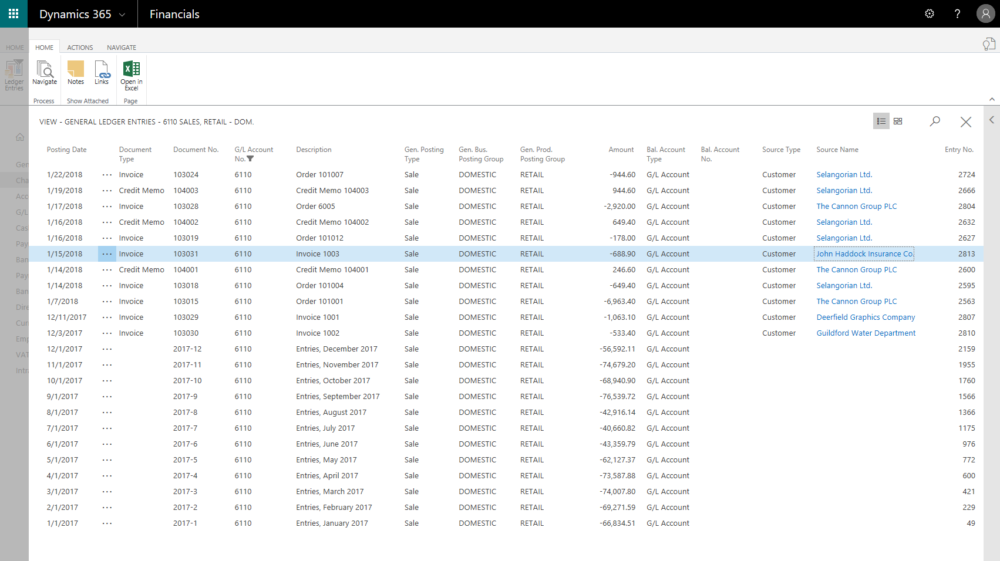 Dynamics 365 Financials ?
HOME HOME ACTIONS NAVIGATE
Ledger Entries Navigate Notes Links Open in Excel
Process Show Attached Page
VIEW - GENERAL LEDGER ENTRIES - 6110 SALES, RETAIL - DOM.
Posting Date Document Type Document No. G/L Account No. Description Gen. Posting Type Gen. Bus. Posting Group Gen. Prod. Posting Group Amount Bal. Account Type Bal. Account No. Source Type Source Name Entry No.
1/22/2018 ··· Invoice 103024 6110 Order 101007 Sale DOMESTIC RETAIL -944.60 G/L Account Customer Selangorian Ltd. 2724
1/19/2018 ··· Credit Memo 104003 6110 Credit Memo 104003 Sale DOMESTIC RETAIL 944.60 G/L Account Customer Selangorian Ltd. 2666
1/17/2018 ··· Invoice 103028 6110 Order 6005 Sale DOMESTIC RETAIL -2,920.00 G/L Account Customer The Cannon Group PLC 2804
1/16/2018 ··· Credit Memo 104002 6110 Credit Memo 104002 Sale DOMESTIC RETAIL 649.40 G/L Account Customer Selangorian Ltd. 2632
1/16/2018 ··· Invoice 103019 6110 Order 101012 Sale DOMESTIC RETAIL -178.00 G/L Account Customer Selangorian Ltd. 2627
1/15/2018 ··· Invoice 103031 6110 Invoice 1003 Sale DOMESTIC RETAIL -688.90 G/L Account Customer John Haddock Insurance Co 2813
1/14/2018 ··· Credit Memo 104001 6110 Credit Memo 104001 Sale DOMESTIC RETAIL 246.60 G/L Account Customer The Cannon Group PLC 2600
1/14/2018 ··· Invoice 103018 6110 Order 101004 Sale DOMESTIC RETAIL -649.40 G/L Account Customer Selangorian Ltd. 2595
1/7/2018 ··· Invoice 103015 6110 Order 101001 Sale DOMESTIC RETAIL -6,963.40 G/L Account Customer The Cannon Group PLC 2563
12/11/2017 ··· Invoice 103029 6110 Invoice 1001 Sale DOMESTIC RETAIL -1,063.10 G/L Account Customer Deerfield Graphics Company 2807
12/3/2017 ··· Invoice 103030 6110 Invoice 1002 Sale DOMESTIC RETAIL -533.40 G/L Account Customer Guildford Water Department 2810
12/1/2017 ··· 2017-12 6110 Entries, December 2017 Sale DOMESTIC RETAIL -56,592.11 G/L Account 2159
11/1/2017 ··· 2017-11 6110 Entries, November 2017 Sale DOMESTIC RETAIL -74,679.20 G/L Account 1955
10/1/2017 ··· 2017-10 6110 Entries, October 2017 Sale DOMESTIC RETAIL -68,940.90 G/L Account 1760
9/1/2017 ··· 2017-9 6110 Entries, September 2017 Sale DOMESTIC RETAIL -76,539.72 G/L Account 1566
8/1/2017 ··· 2017-8 6110 Entries, August 2017 Sale DOMESTIC RETAIL -42,916.14 G/L Account 1366
7/1/2017 ··· 2017-7 6110 Entries, July 2017 Sale DOMESTIC RETAIL -40,660.82 G/L Account 1175
6/1/2017 ··· 2017-6 6110 Entries, June 2017 Sale DOMESTIC RETAIL -43,359.79 G/L Account 976
5/1/2017 ··· 2017-5 6110 Entries, May 2017 Sale DOMESTIC RETAIL -62,127.37 G/L Account 772
4/1/2017 ··· 2017-4 6110 Entries, April 2017 Sale DOMESTIC RETAIL -73,587.88 G/L Account 600
3/1/2017 ··· 2017-3 6110 Entries, March 2017 Sale DOMESTIC RETAIL -74,007.80 G/L Account 421
2/1/2017 ··· 2017-2 6110 Entries, February 2017 Sale DOMESTIC RETAIL -69,271.59 G/L Account 229
1/1/2017 ··· 2017-1 6110 Entries, January 2017 Sale DOMESTIC RETAIL -66,834.51 G/L Account 49
Gen
Cha
Acc
G/L
Cas
Pay
Ban
Pay
Ban
Dire
Cur
Emp
VAT
Intr